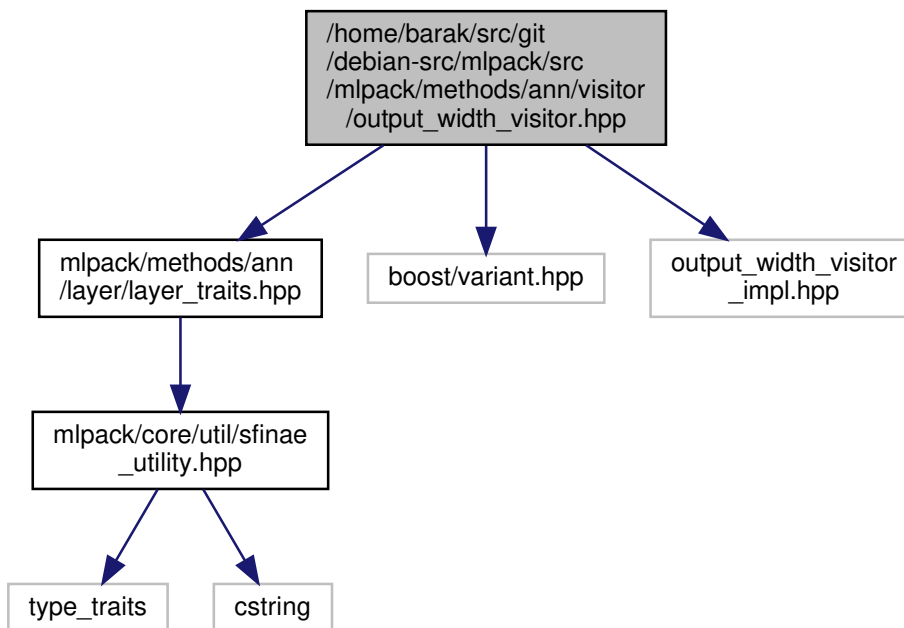 /home/barak/src/git
/debian-src/mlpack/src
/mlpack/methods/ann/visitor
/output_width_visitor.hpp
mlpack/methods/ann
/layer/layer_traits.hpp
boost/variant.hpp
output_width_visitor
_impl.hpp
mlpack/core/util/sfinae
_utility.hpp
type_traits
cstring